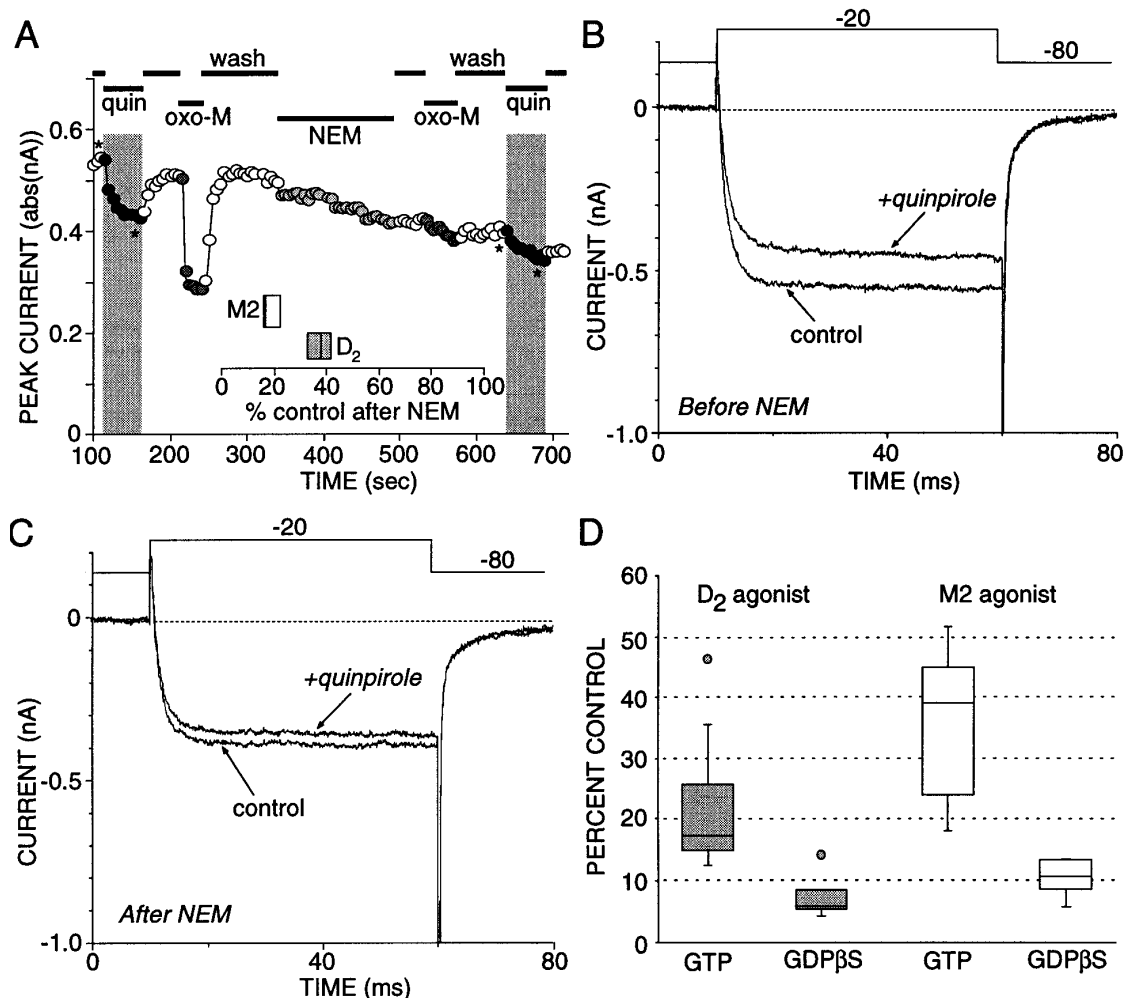 A
wash
wash
quin
oxo-M
NEM
oxo-M
quin
PEAK CURRENT (abs(nA))
0.6
0.4
0.2
0
*
*
*
*
M2
D2
0 20 40 60 80 100
% control after NEM
100 200 300 400 500 600 700
TIME (sec)
B
-20
-80
CURRENT (nA)
0
-0.5
-1.0
+quinpirole
control
Before NEM
0 40 80
TIME (ms)
C
-20
-80
CURRENT (nA)
0
-0.5
-1.0
+quinpirole
control
After NEM
0 40 80
TIME (ms)
D
PERCENT CONTROL
60
50
40
30
20
10
0
D2 agonist
M2 agonist
GTP GDPβS GTP GDPβS